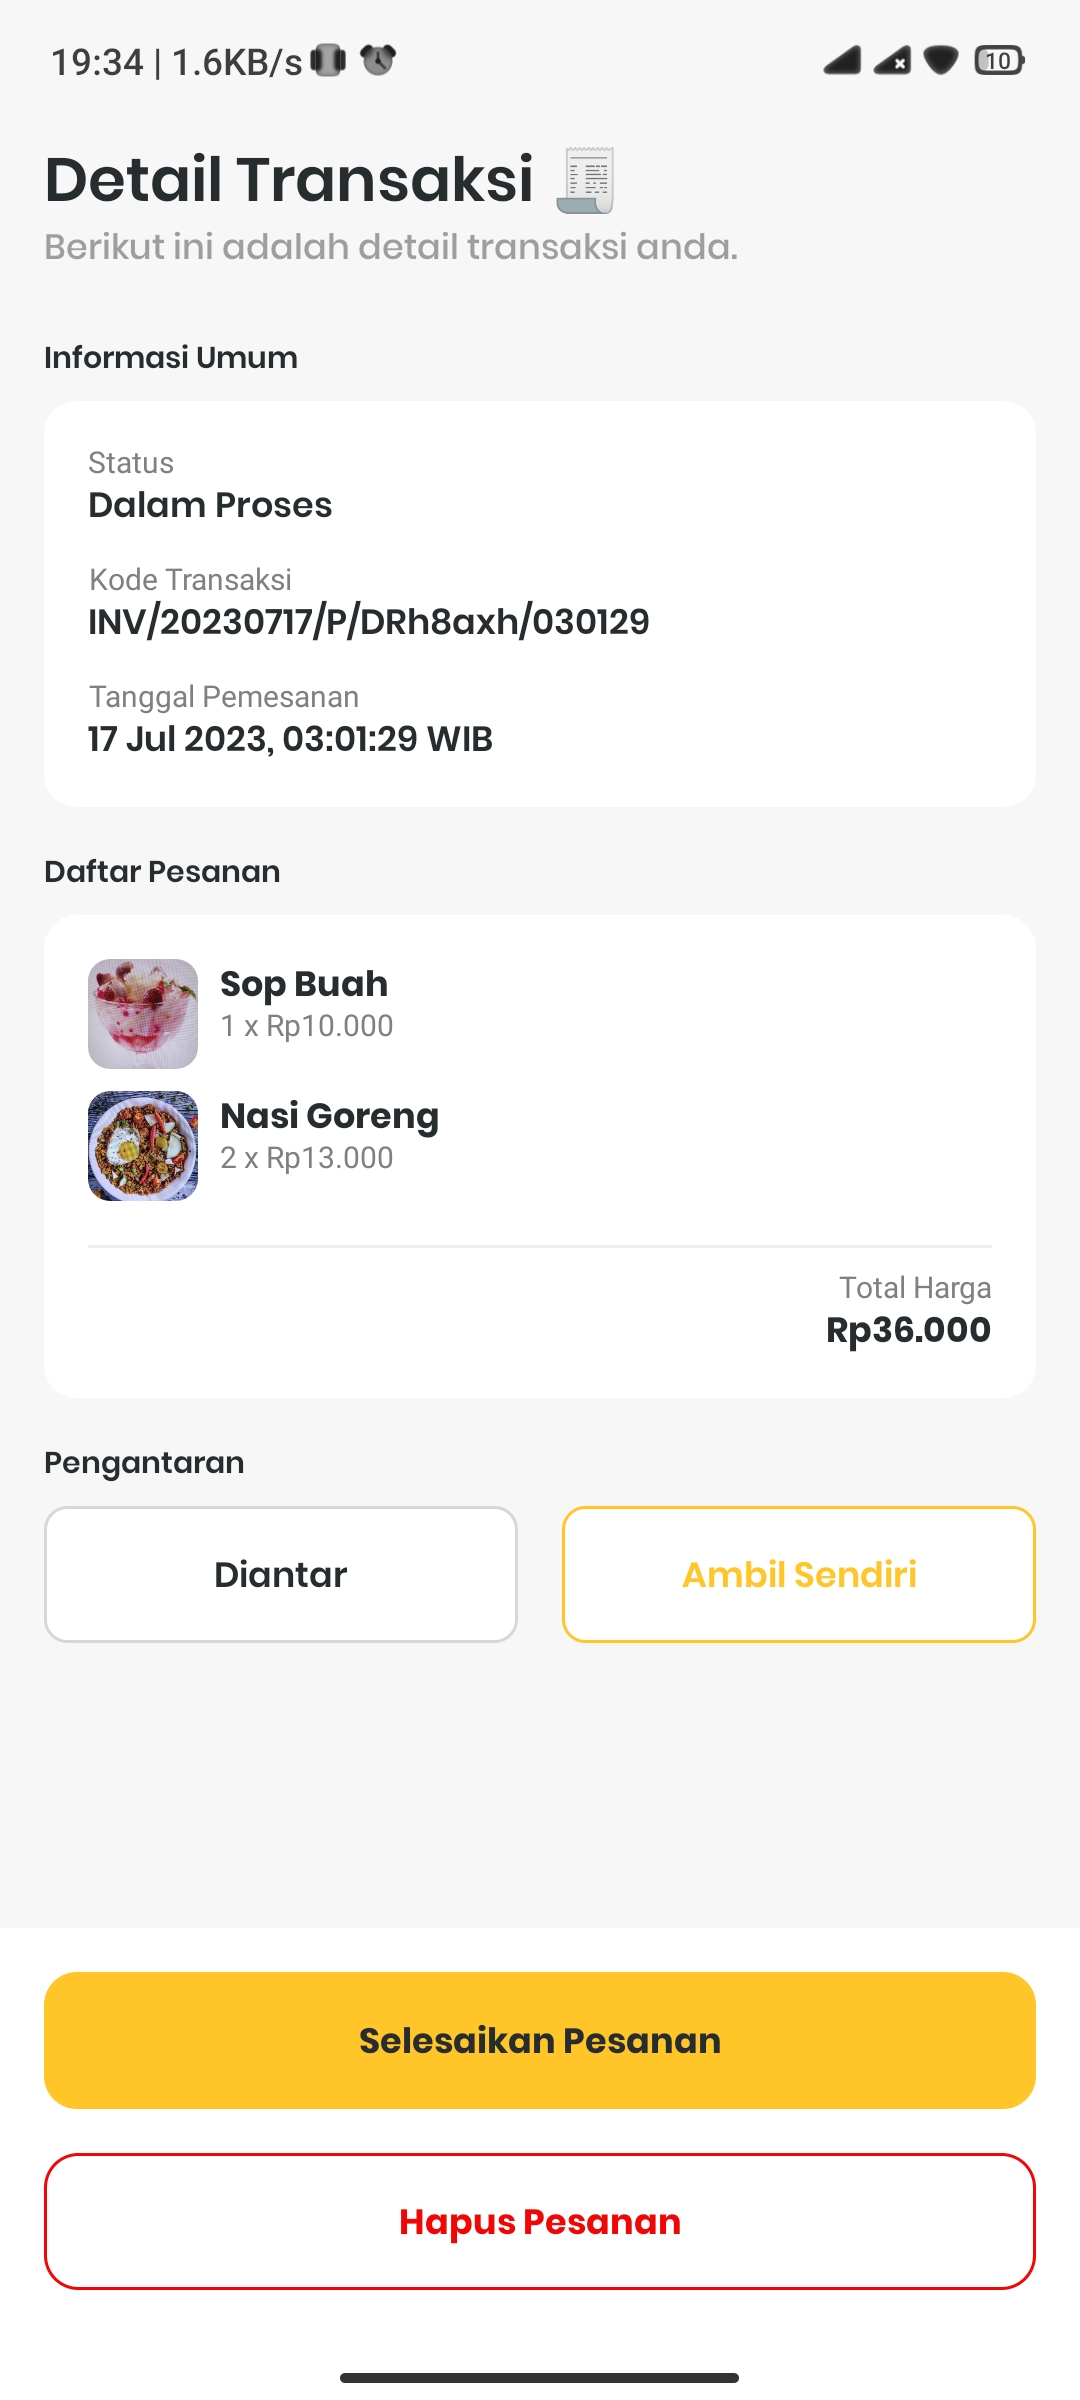 19:34 | 1.6KB/s
10
Detail Transaksi
Berikut ini adalah detail transaksi anda.
Informasi Umum
Status
Dalam Proses
Kode Transaksi
INV/20230717/P/DRh8axh/030129
Tanggal Pemesanan
17 Jul 2023, 03:01:29 WIB
Daftar Pesanan
Sop Buah
1 x Rp10.000
Nasi Goreng
2 x Rp13.000
Total Harga
Rp36.000
Pengantaran
Diantar
Ambil Sendiri
Selesaikan Pesanan
Hapus Pesanan